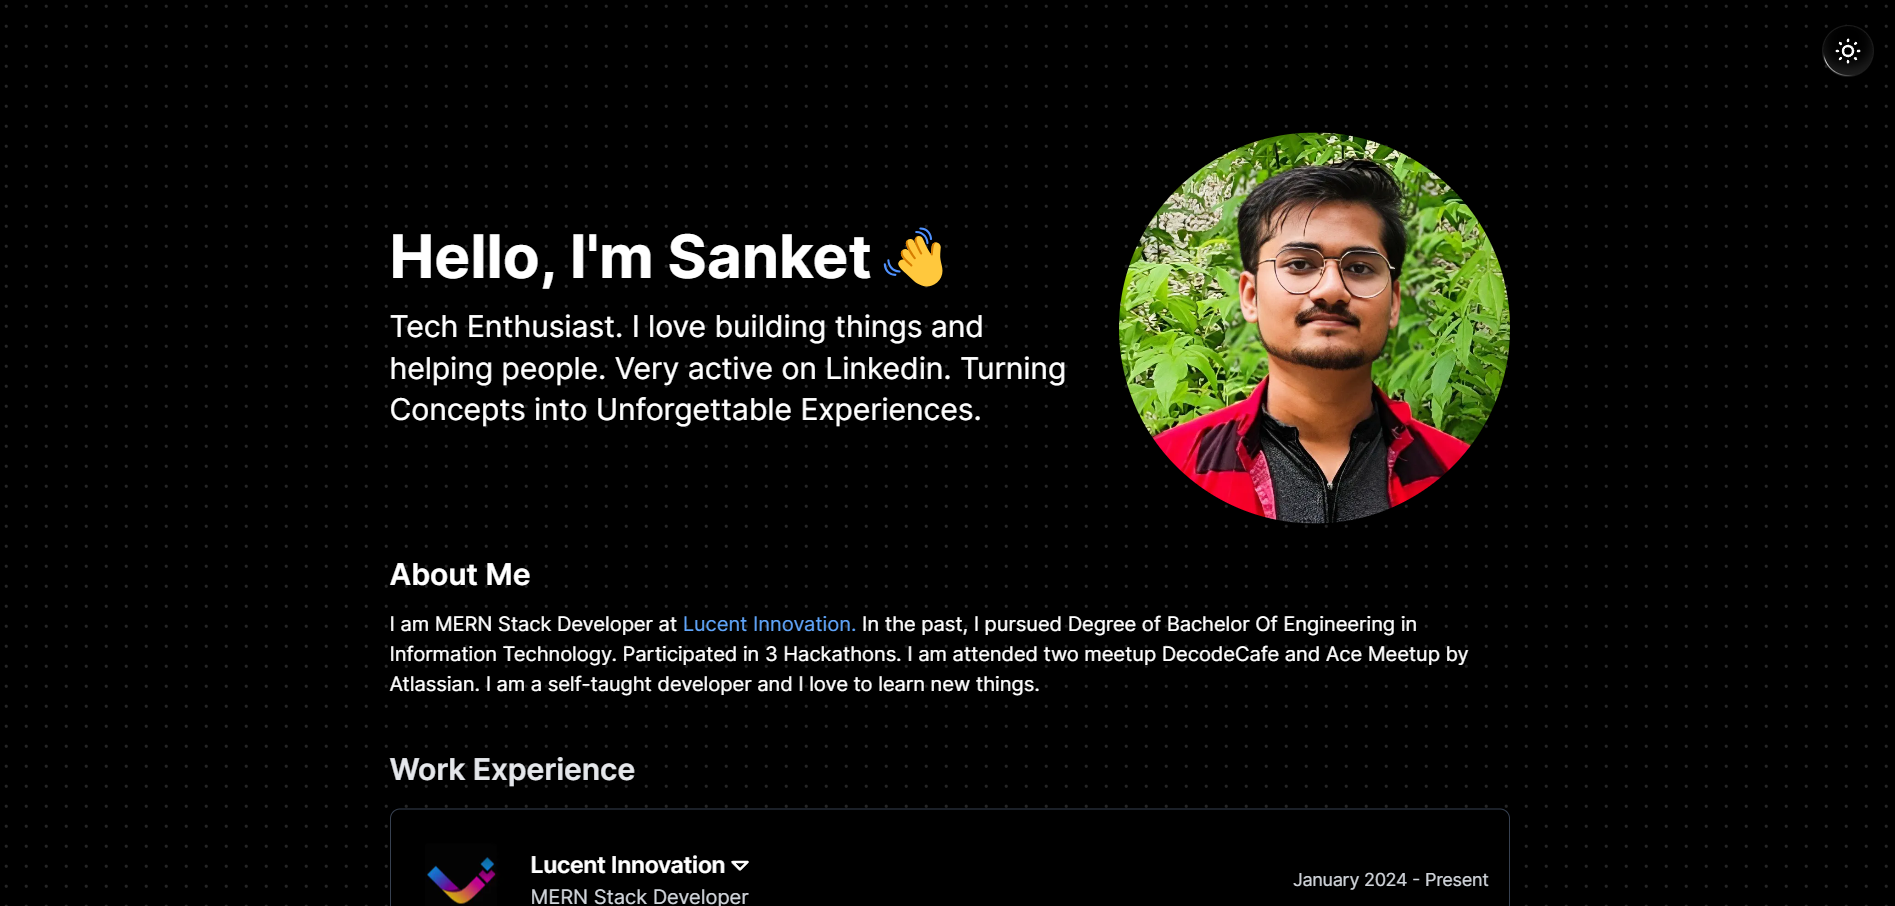 Hello, I'm Sanket 👋
Tech Enthusiast. I love building things and
helping people. Very active on Linkedin. Turning
Concepts into Unforgettable Experiences.
About Me
I am MERN Stack Developer at Lucent Innovation. In the past, I pursued Degree of Bachelor Of Engineering in
Information Technology. Participated in 3 Hackathons. I am attended two meetup DecodeCafe and Ace Meetup by
Atlassian. I am a self-taught developer and I love to learn new things.
Work Experience
Lucent Innovation
January 2024 - Present
MERN Stack Developer